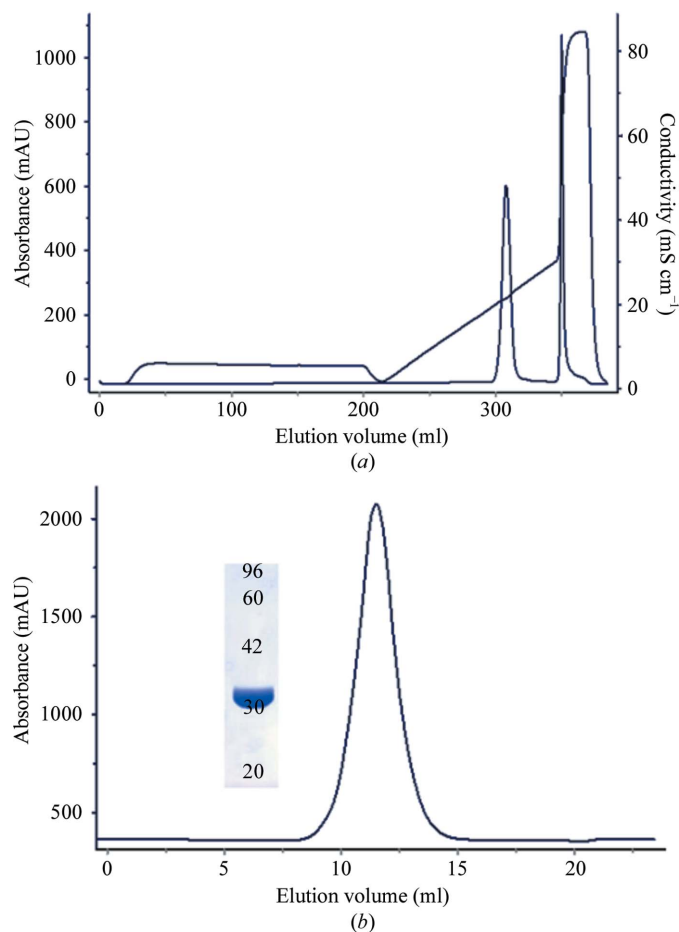 1000
800
600
400
200
0
Absorbance (mAU)
80
60
40
20
0
Conductivity (mS cm⁻¹)
0 100 200 300
Elution volume (ml)
(a)
2000
1500
1000
500
Absorbance (mAU)
96
60
42
30
20
0 5 10 15 20
Elution volume (ml)
(b)